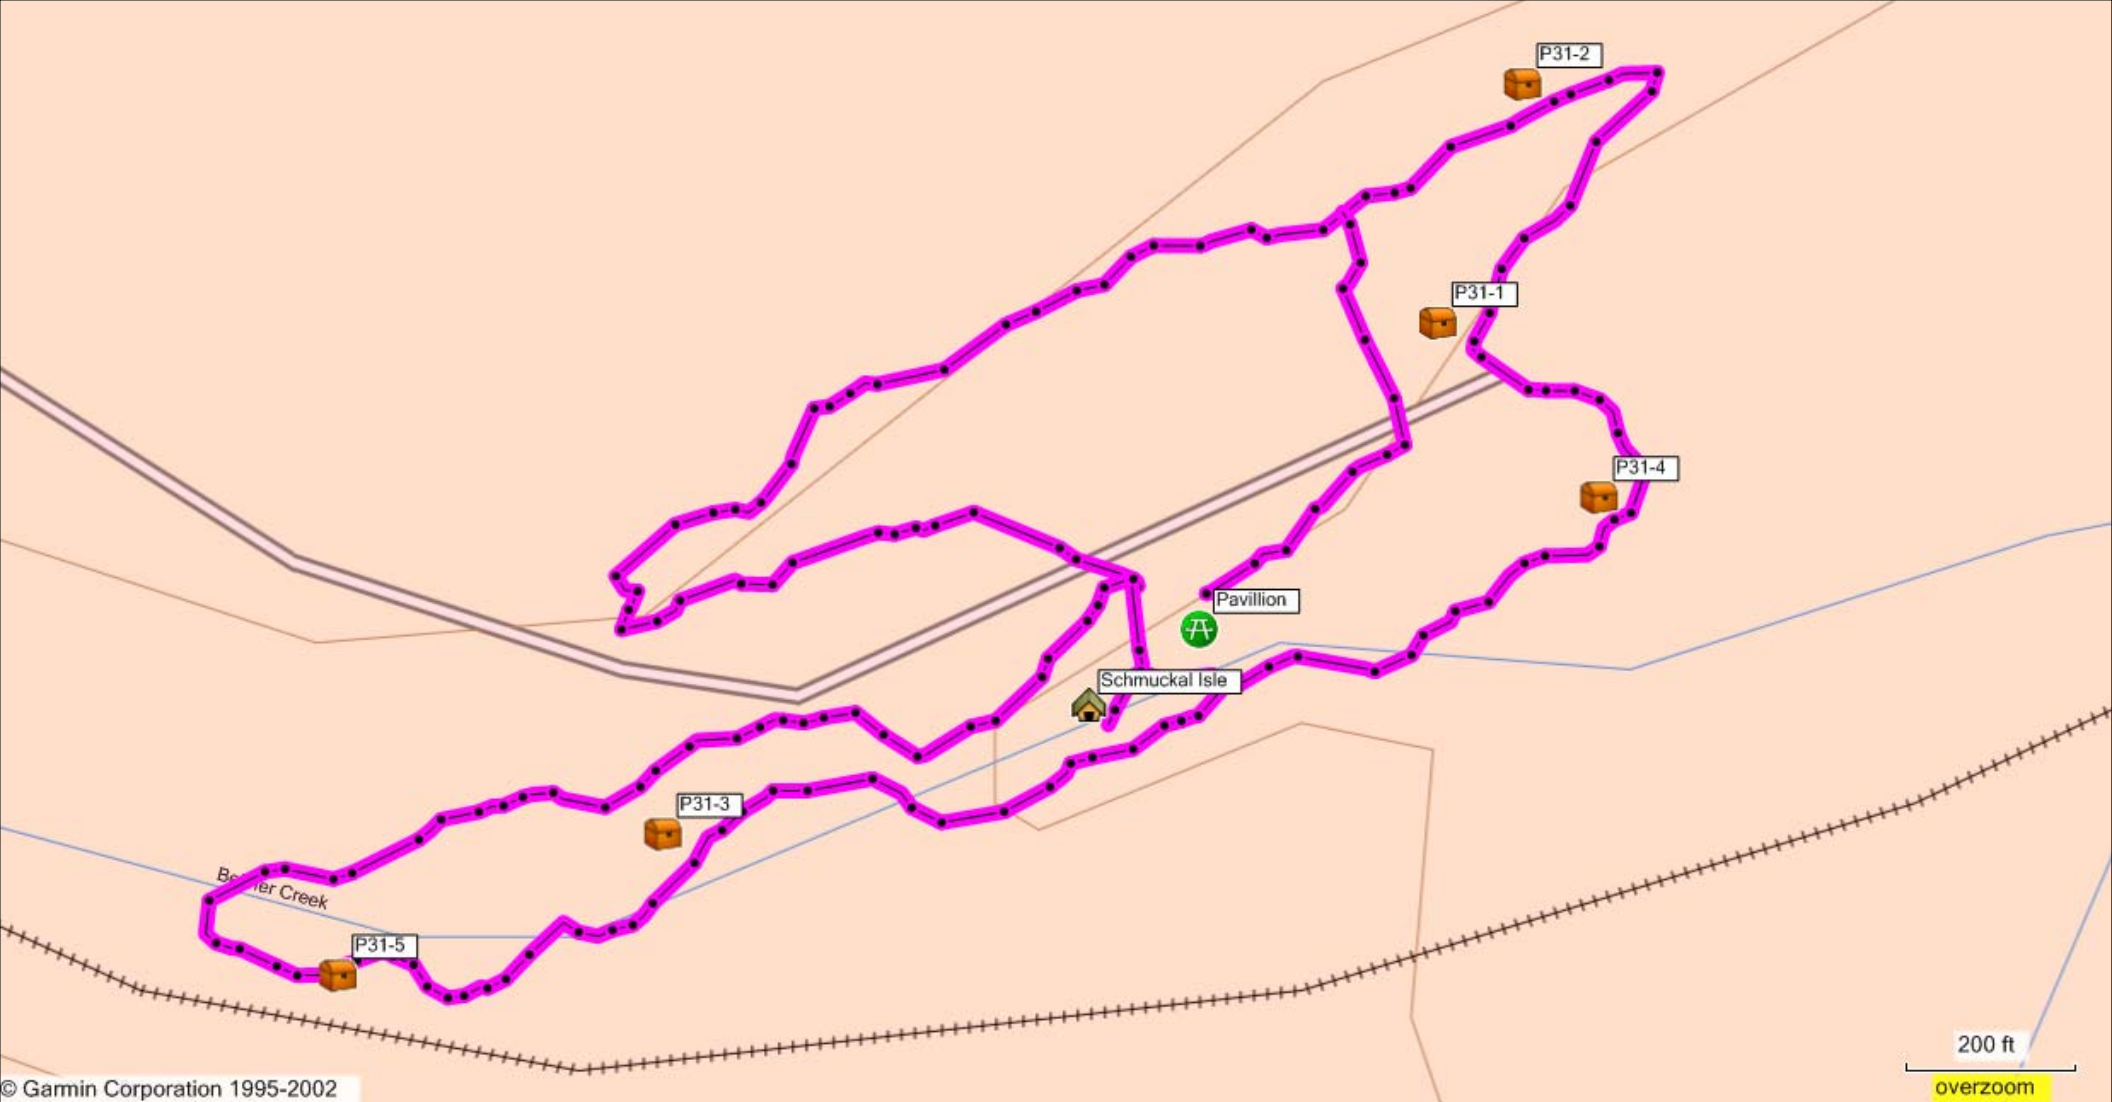 P31-2
P31-1
P31-4
Pavillion
Schmuckal Isle
P31-3
Creek
P31-5
200 ft
overzoom
© Garmin Corporation 1995-2002